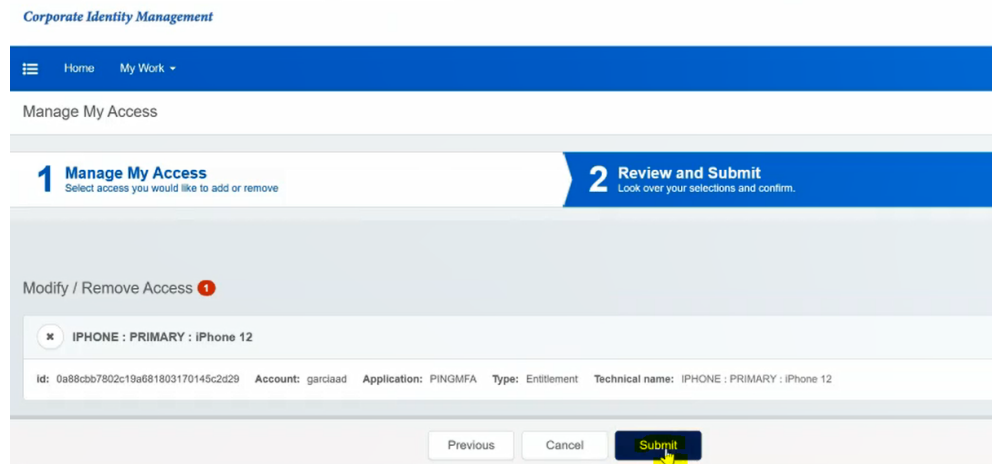 Corporate Identity Management
Home My Work
Manage My Access
1 Manage My Access
Select access you would like to add or remove
2 Review and Submit
Look over your selections and confirm.
Modify / Remove Access 1
IPHONE : PRIMARY : iPhone 12
id: 0a88cbb7802c19a681803170145c2d29 Account: garciaad Application: PINGMFA Type: Entitlement Technical name: IPHONE : PRIMARY : iPhone 12
Previous Cancel Submit